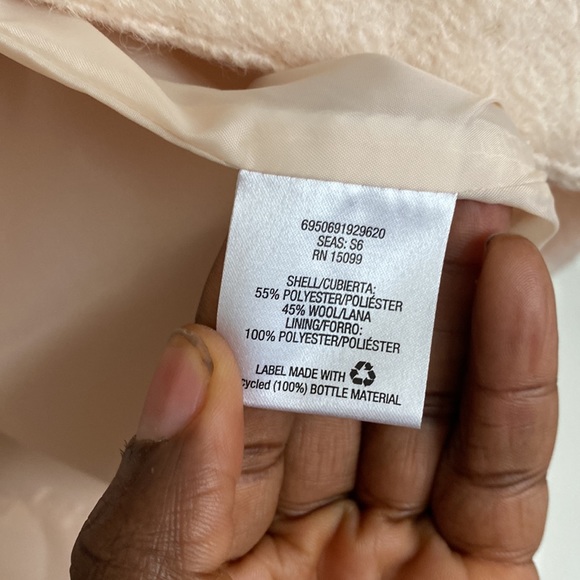 6950691929620
SEAS: S6
RN 15099
SHELL/CUBIERTA:
55% POLYESTER/POLIÉSTER
45% WOOL/LANA
LINING/FORRO:
100% POLYESTER/POLIÉSTER
LABEL MADE WITH
cycled (100%) BOTTLE MATERIAL